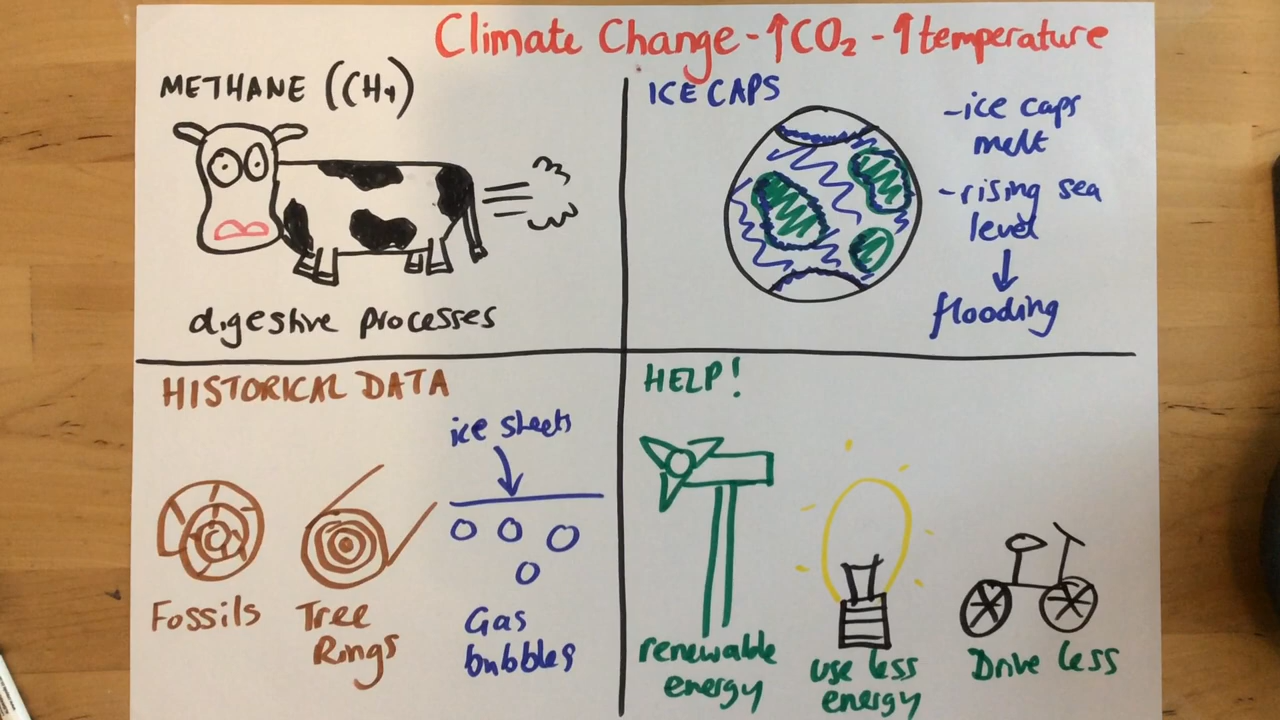 Climate Change - ↑CO₂ - ↑temperature
METHANE (CH₄)
digestive processes
ICE CAPS
-ice caps
melt
-rising sea
level
↓
flooding
HISTORICAL DATA
ice sheets
Fossils
Tree
Rings
Gas
bubbles
HELP!
renewable
energy
use less
energy
Drive less